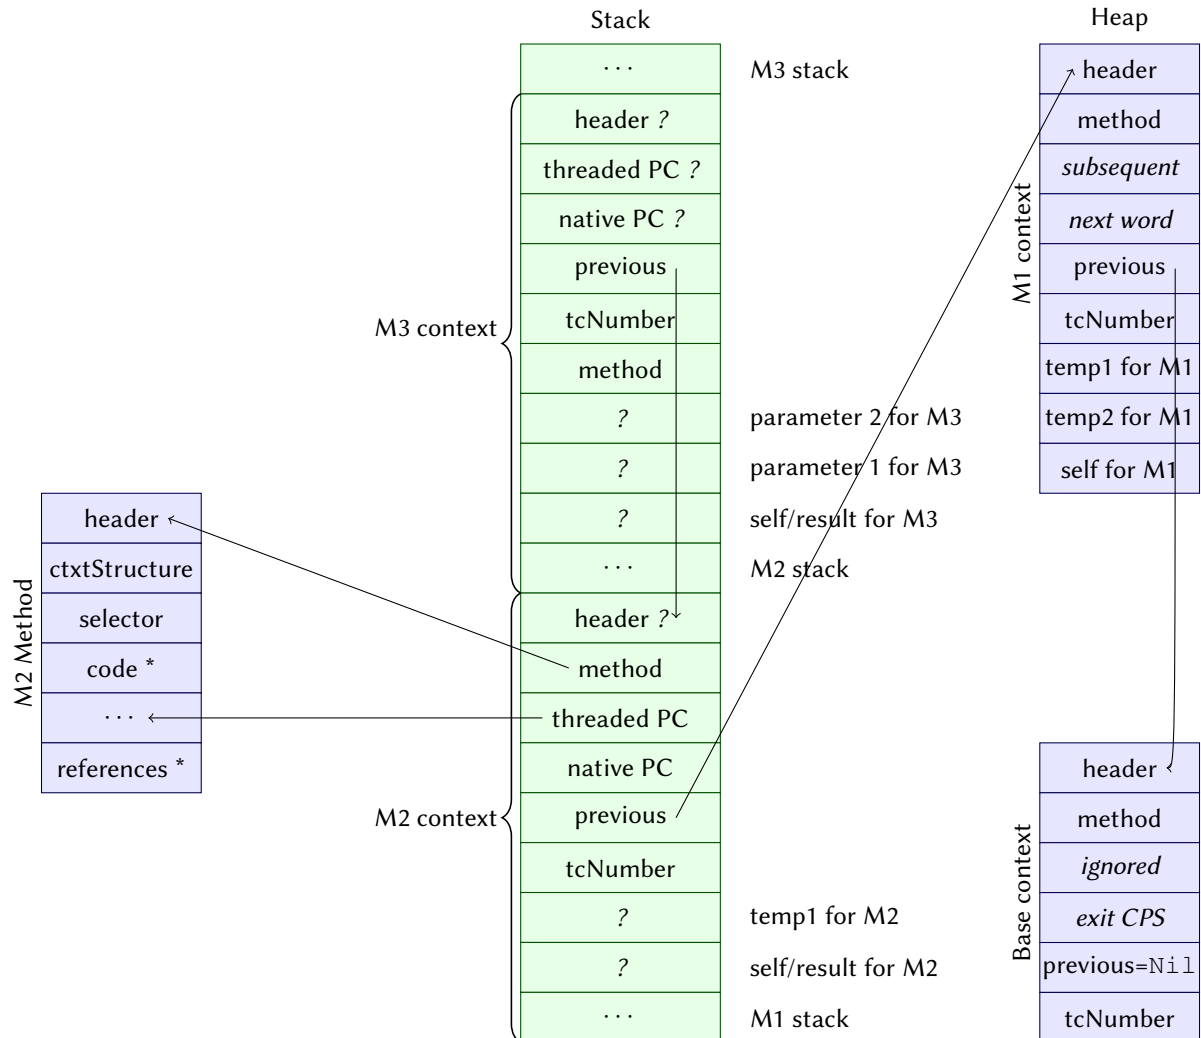 Stack
Heap
···
M3 stack
header ?
threaded PC ?
native PC ?
previous
tcNumber
method
?
parameter 2 for M3
?
parameter 1 for M3
?
self/result for M3
···
M2 stack
M3 context
header ?
method
threaded PC
native PC
previous
tcNumber
?
temp1 for M2
?
self/result for M2
···
M1 stack
M2 context
M2 Method
header
ctxtStructure
selector
code *
···
references *
M1 context
header
method
subsequent
next word
previous
tcNumber
temp1 for M1
temp2 for M1
self for M1
Base context
header
method
ignored
exit CPS
previous=Nil
tcNumber